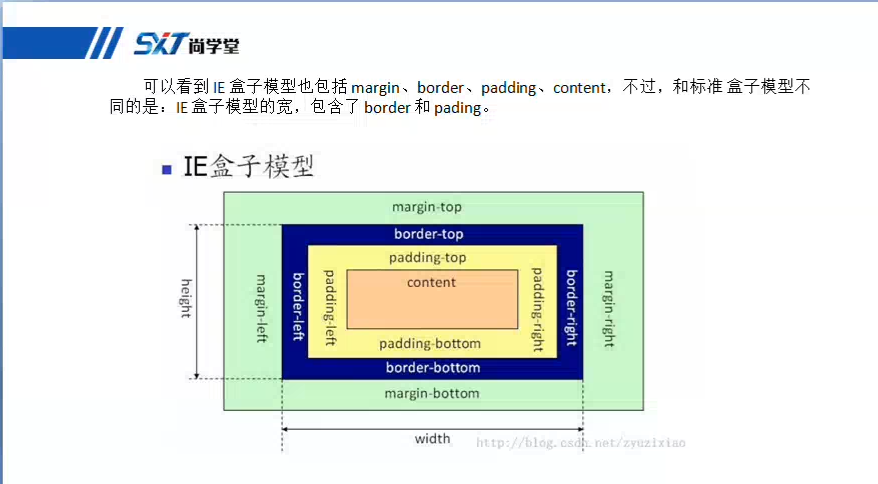 SXT尚学堂
可以看到 IE 盒子模型也包括 margin、border、padding、content，不过，和标准 盒子模型不
同的是：IE 盒子模型的宽，包含了 border 和 pading。
IE盒子模型
margin-top
border-top
padding-top
content
height
margin-left
border-left
padding-left
padding-right
border-right
margin-right
padding-bottom
border-bottom
margin-bottom
width
http://blog.csdn.net/zyuzixiao